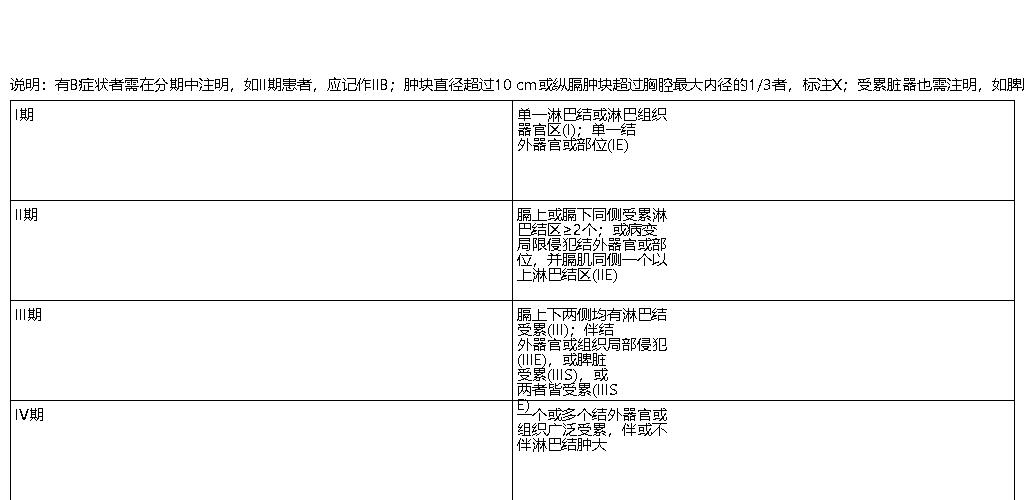 说明：有B症状者需在分期中注明，如II期患者，应记作IIB；肿块直径超过10 cm或纵膈肿块超过胸腔最大内径的1/3者，标注X；受累脏器也需注明，如脾
I期
单一淋巴结或淋巴组织
器官区(I)；单一结
外器官或部位(IE)
II期
膈上或膈下同侧受累淋
巴结区≥2个；或病变
局限侵犯结外器官或部
位，并膈肌同侧一个以
上淋巴结区(IIE)
III期
膈上下两侧均有淋巴结
受累(III)；伴结
外器官或组织局部侵犯
(IIIE)，或脾脏
受累(IIIS)，或
两者皆受累(IIIS
E)
IV期
一个或多个结外器官或
组织广泛受累，伴或不
伴淋巴结肿大